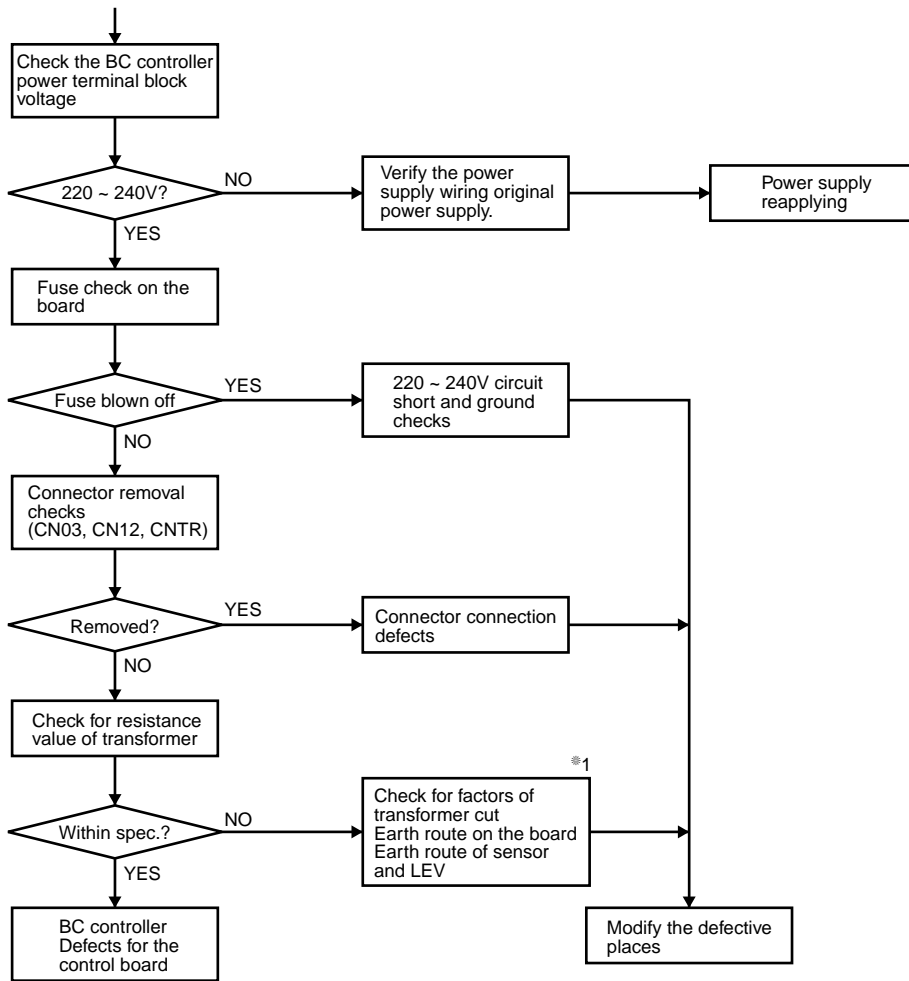 Check the BC controller
power terminal block
voltage
220 ~ 240V?
NO
Verify the power
supply wiring original
power supply.
Power supply
reapplying
YES
Fuse check on the
board
Fuse blown off
YES
220 ~ 240V circuit
short and ground
checks
NO
Connector removal
checks
(CN03, CN12, CNTR)
Removed?
YES
Connector connection
defects
NO
Check for resistance
value of transformer
※1
Within spec.?
NO
Check for factors of
transformer cut
Earth route on the board
Earth route of sensor
and LEV
YES
BC controller
Defects for the
control board
Modify the defective
places